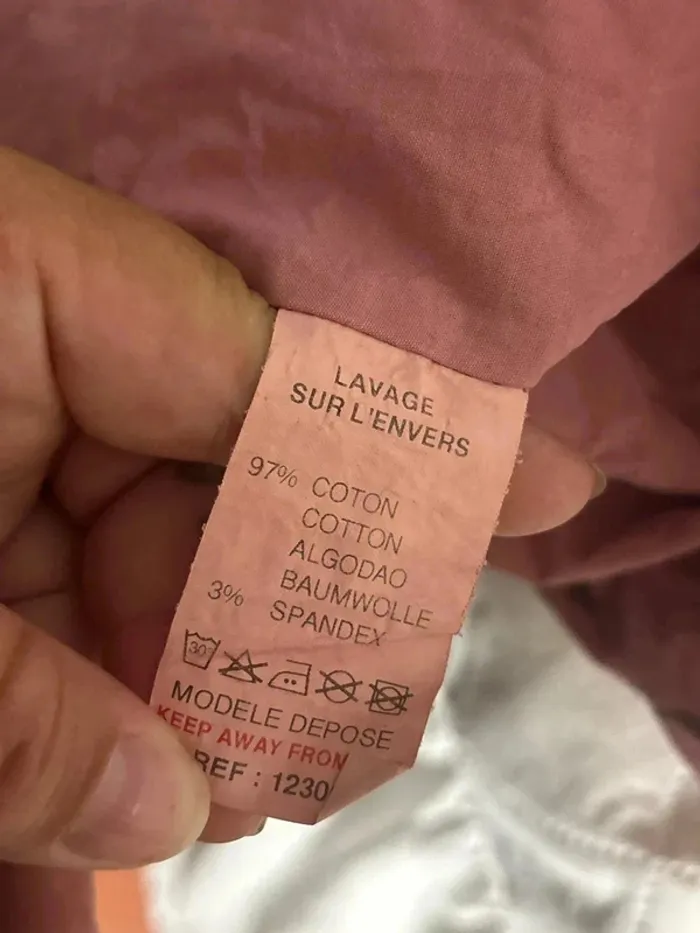 LAVAGE
SUR L'ENVERS
97% COTON
COTTON
ALGODAO
BAUMWOLLE
3% SPANDEX
30°
MODELE DEPOSE
KEEP AWAY FROM
REF : 1230